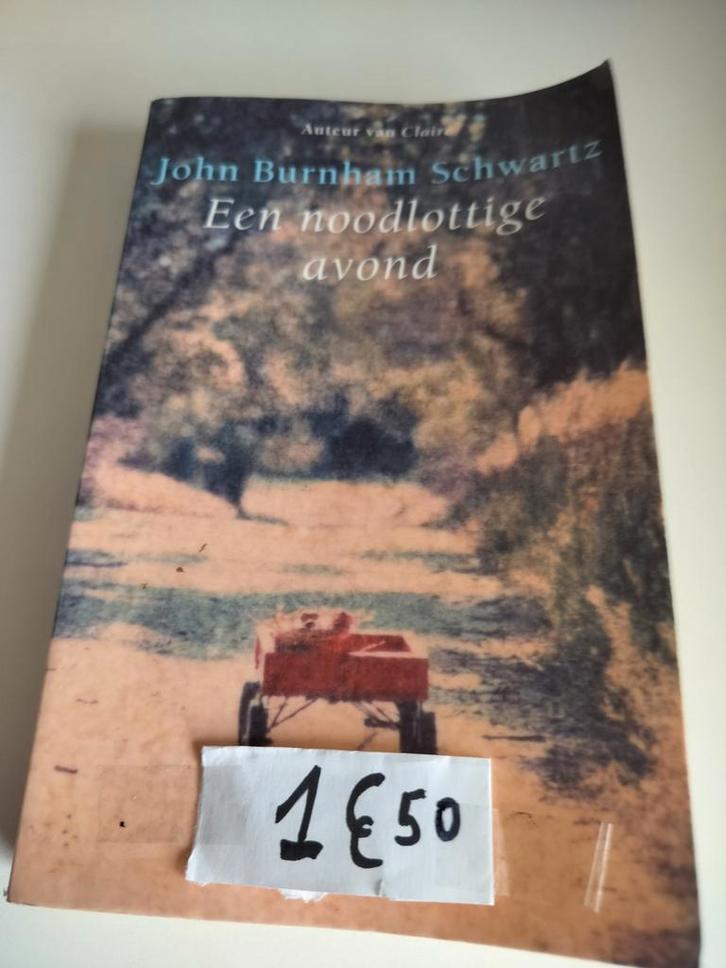 Auteur van Claire
John Burnham Schwartz
Een noodlottige
avond
1€50